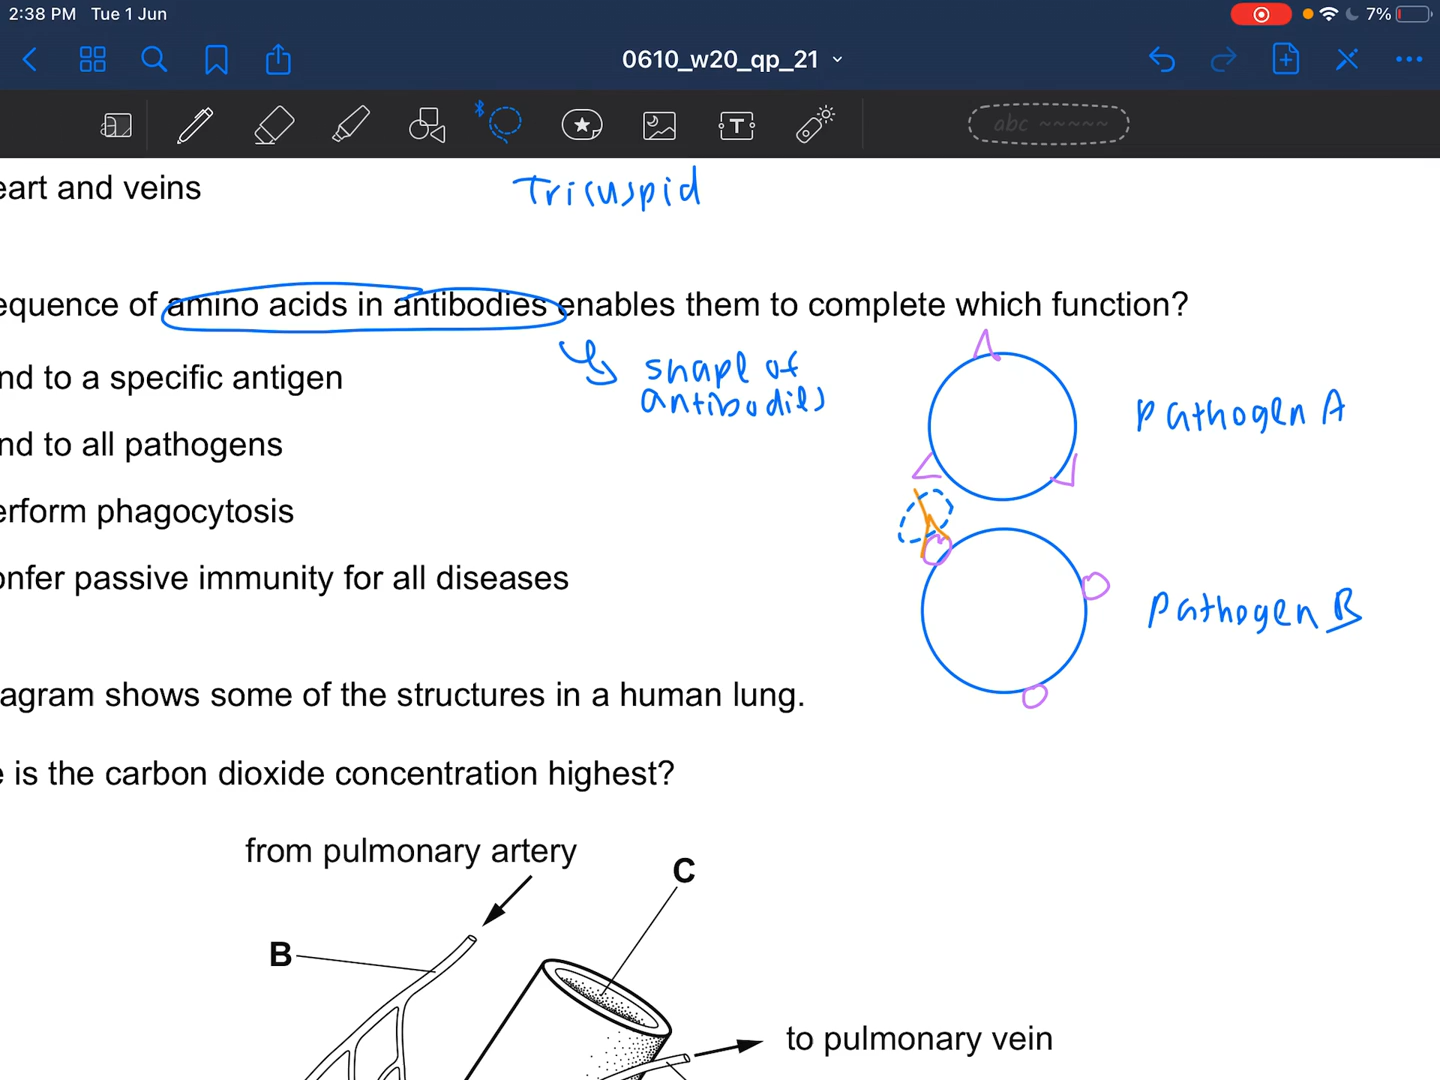 2:38 PM Tue 1 Jun
7%
0610_w20_qp_21
abc
eart and veins
Tricuspid
equence of amino acids in antibodies enables them to complete which function?
shape of
antibodies
nd to a specific antigen
Pathogen A
nd to all pathogens
erform phagocytosis
onfer passive immunity for all diseases
Pathogen B
agram shows some of the structures in a human lung.
e is the carbon dioxide concentration highest?
from pulmonary artery
C
B
to pulmonary vein